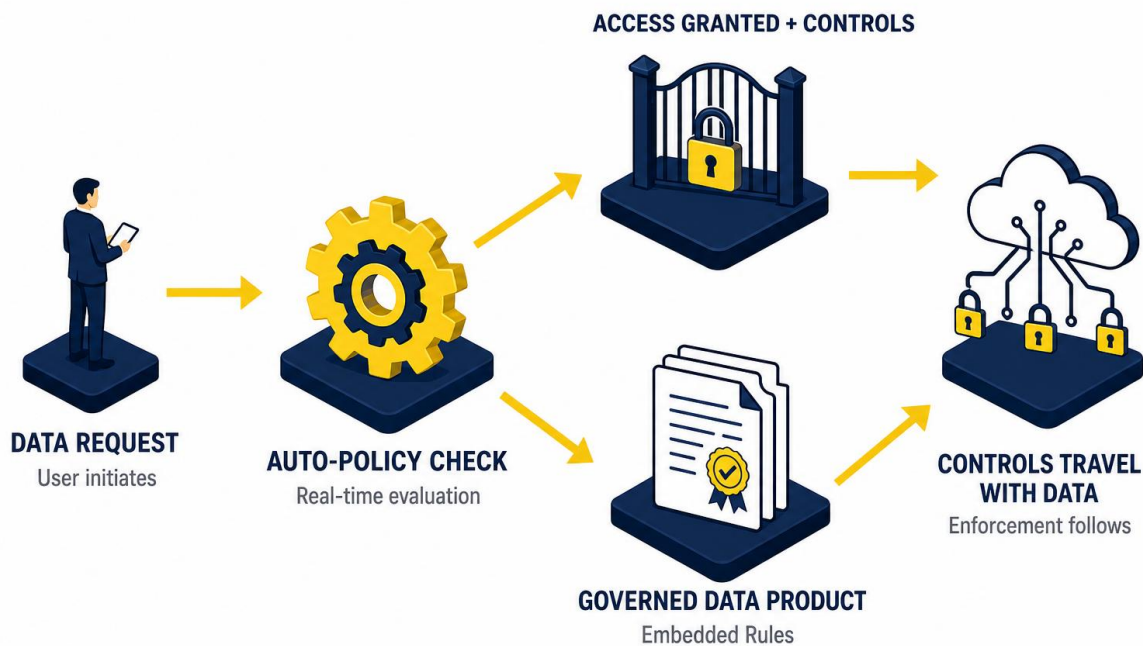 ACCESS GRANTED + CONTROLS
DATA REQUEST
User initiates
AUTO-POLICY CHECK
Real-time evaluation
GOVERNED DATA PRODUCT
Embedded Rules
CONTROLS TRAVEL
WITH DATA
Enforcement follows